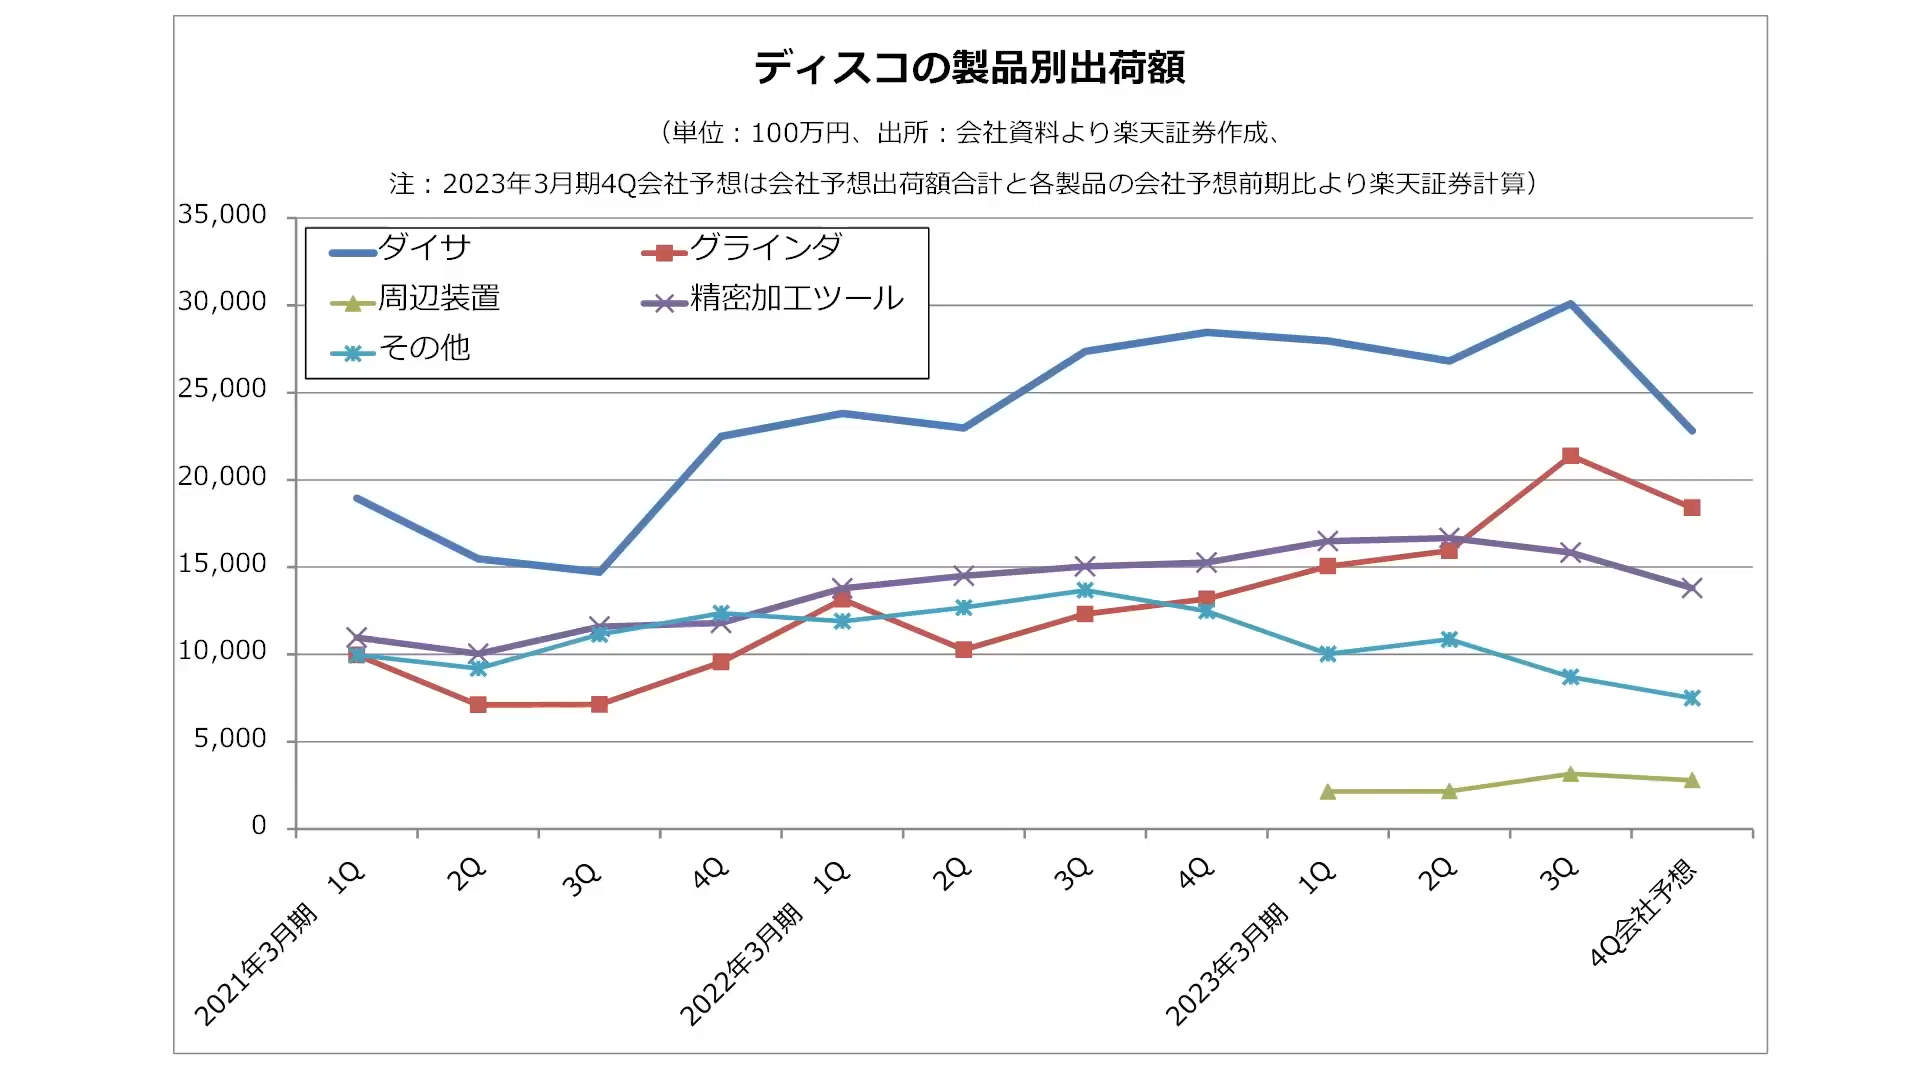 ディスコの製品別出荷額
（単位：100万円、出所：会社資料より楽天証券作成、
注：2023年3月期4Q会社予想は会社予想出荷額合計と各製品の会社予想前期比より楽天証券計算）
35,000
30,000
25,000
20,000
15,000
10,000
5,000
0
ダイサ
グラインダ
周辺装置
精密加工ツール
その他
2021年3月期　1Q
2Q
3Q
4Q
2022年3月期　1Q
2Q
3Q
4Q
2023年3月期　1Q
2Q
3Q
4Q会社予想